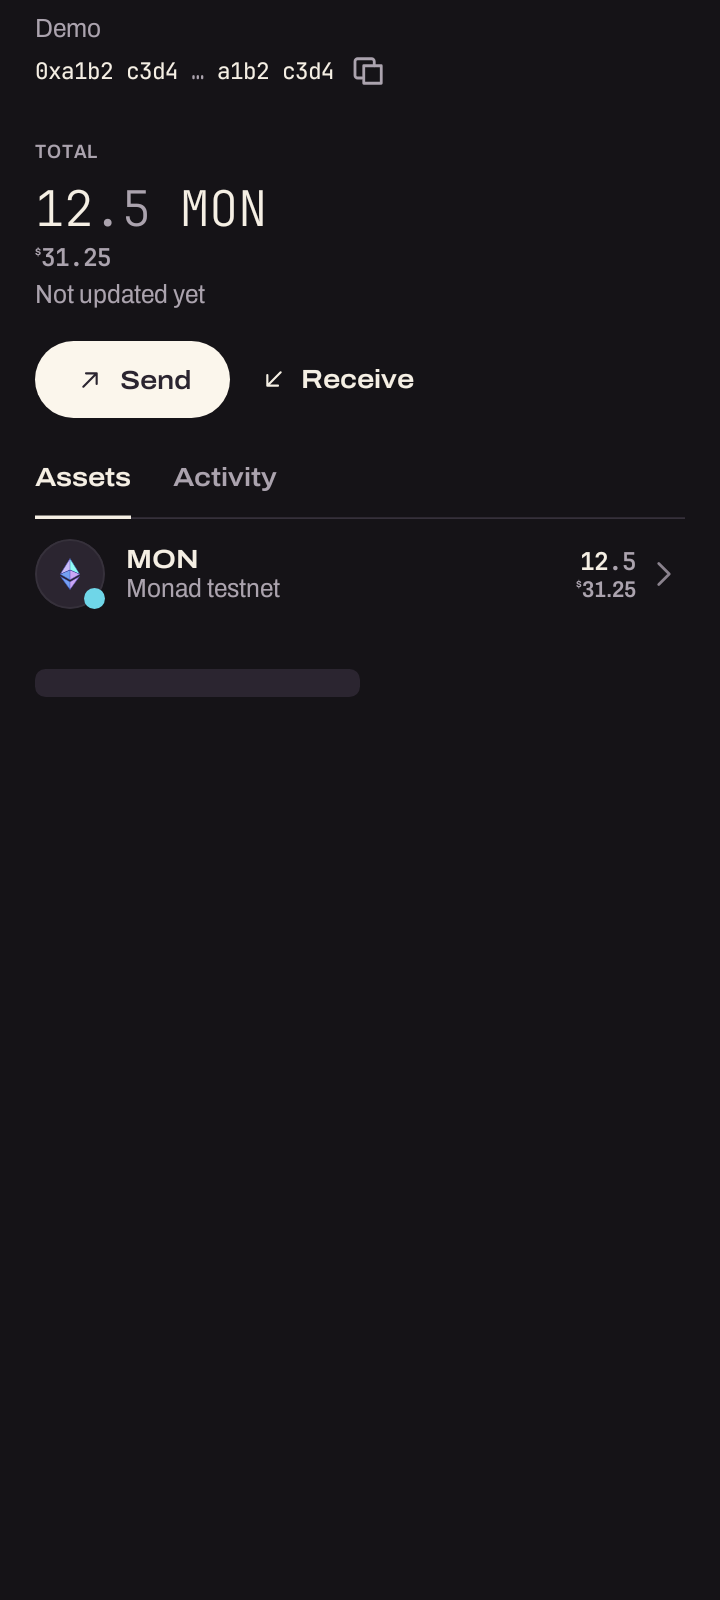 Demo
0xa1b2 c3d4 … a1b2 c3d4
TOTAL
12.5 MON
$31.25
Not updated yet
Send
Receive
Assets
Activity
MON
12.5
Monad testnet
$31.25